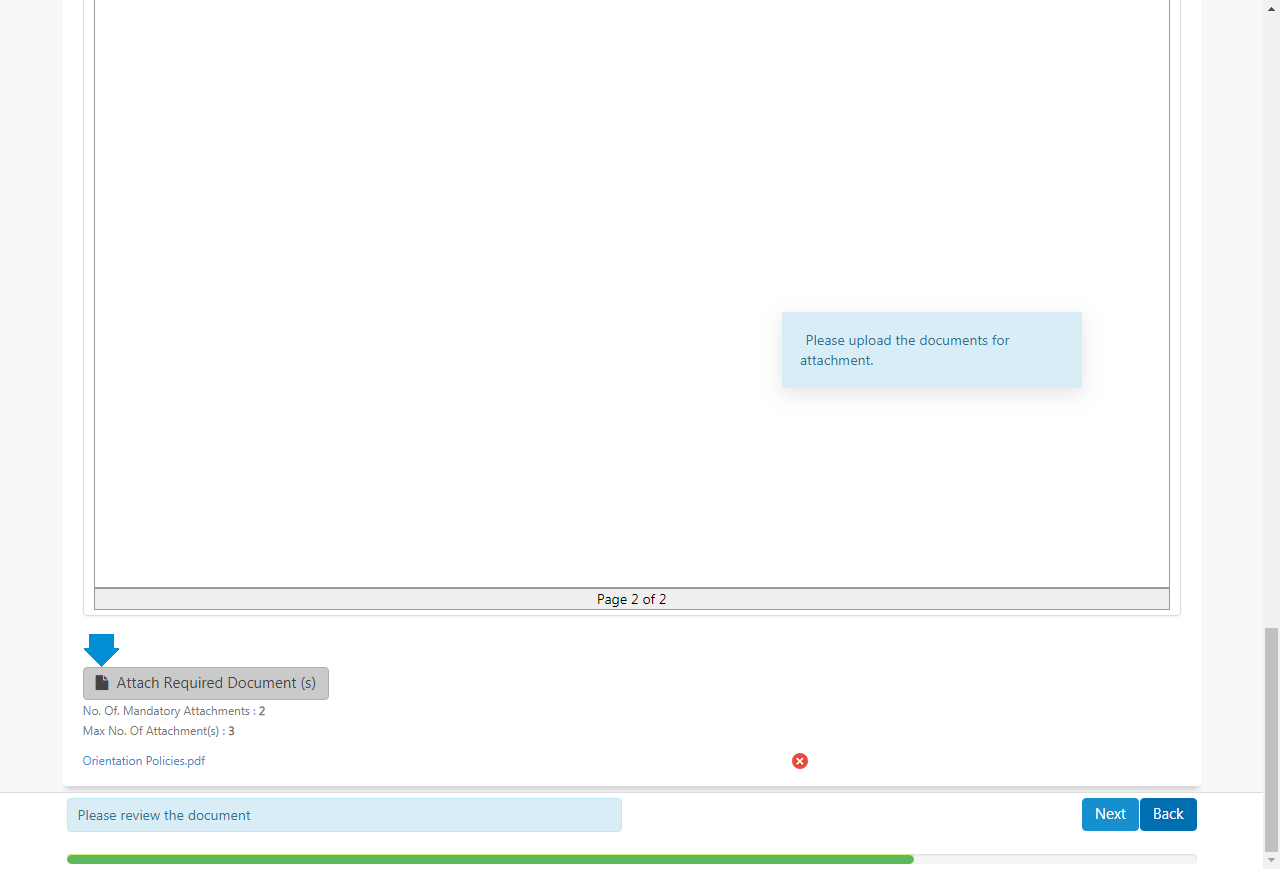 Please upload the documents for
attachment.
Page 2 of 2
Attach Required Document (s)
No. Of. Mandatory Attachments : 2
Max No. Of Attachment(s) : 3
Orientation Policies.pdf
Please review the document
Next
Back